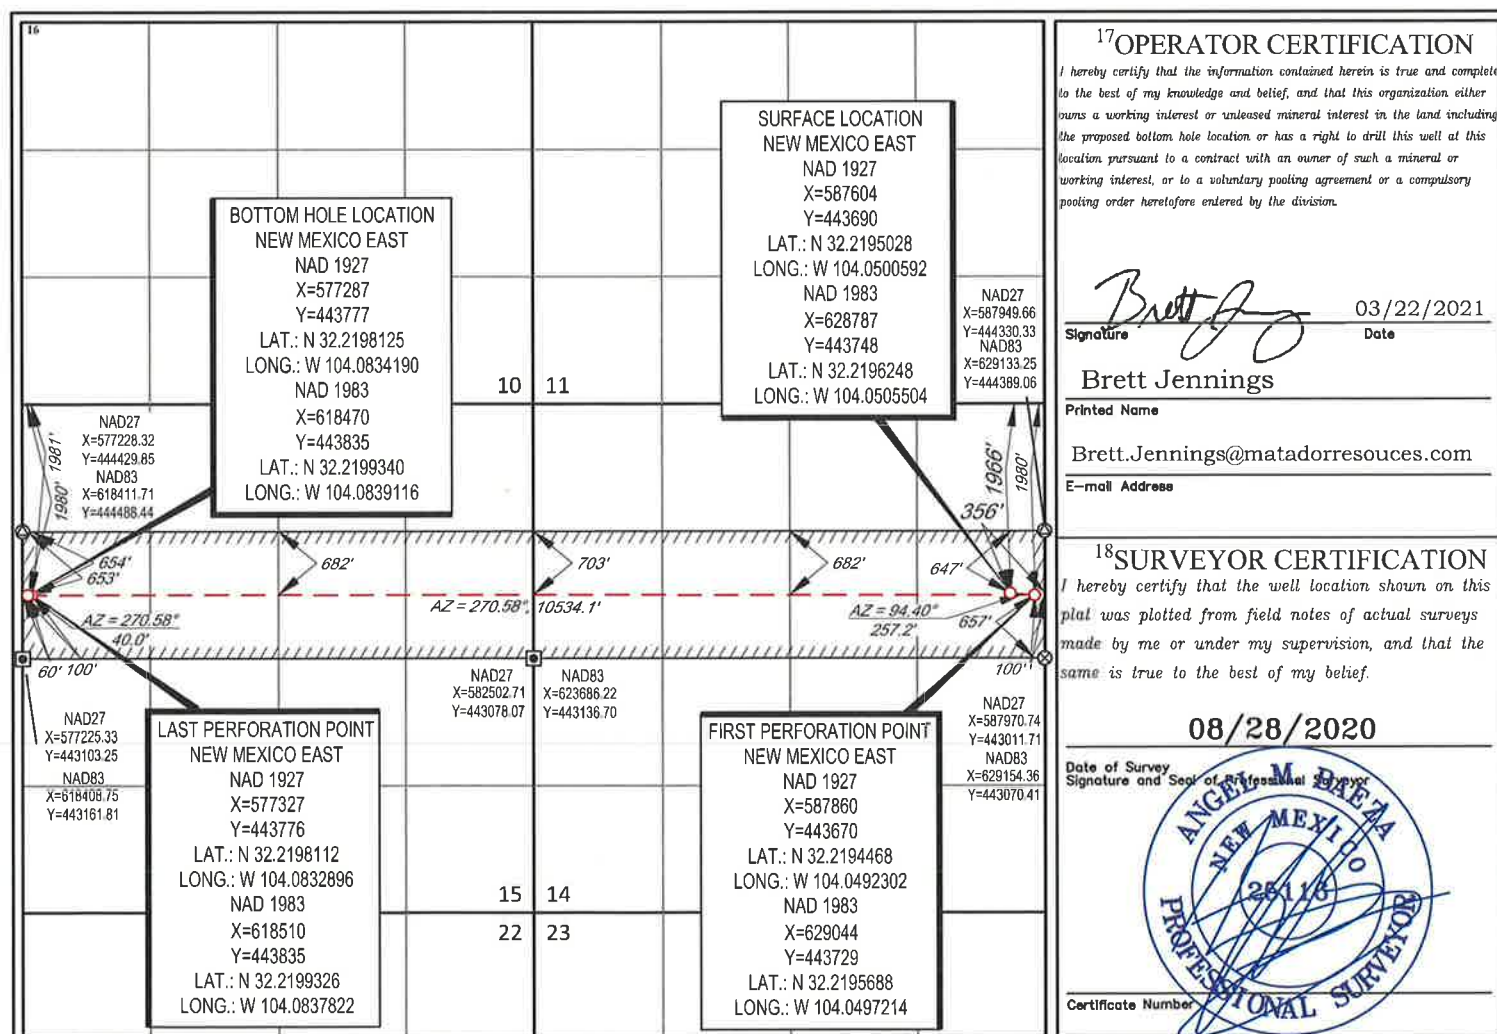 16
BOTTOM HOLE LOCATION
NEW MEXICO EAST
NAD 1927
X=577287
Y=443777
LAT.: N 32.2198125
LONG.: W 104.0834190
NAD 1983
X=618470
Y=443835
LAT.: N 32.2199340
LONG.: W 104.0839116
SURFACE LOCATION
NEW MEXICO EAST
NAD 1927
X=587604
Y=443690
LAT.: N 32.2195028
LONG.: W 104.0500592
NAD 1983
X=628787
Y=443748
LAT.: N 32.2196248
LONG.: W 104.0505504
NAD27
X=587949.66
Y=444330.33
NAD83
X=629133.25
Y=444389.06
10 11
NAD27
X=577228.32
Y=444429.85
NAD83
X=618411.71
Y=444488.44
1981'
1980'
1966'
1980'
356'
654'
653'
682'
703'
682'
647'
AZ = 270.58°
40.0'
AZ = 270.58°, 10534.1'
AZ = 94.40°
257.2'
657'
60' 100'
100'
NAD27
X=582502.71
Y=443078.07
NAD83
X=623686.22
Y=443136.70
NAD27
X=577225.33
Y=443103.25
NAD83
X=618408.75
Y=443161.81
NAD27
X=587970.74
Y=443011.71
NAD83
X=629154.36
Y=443070.41
LAST PERFORATION POINT
NEW MEXICO EAST
NAD 1927
X=577327
Y=443776
LAT.: N 32.2198112
LONG.: W 104.0832896
NAD 1983
X=618510
Y=443835
LAT.: N 32.2199326
LONG.: W 104.0837822
FIRST PERFORATION POINT
NEW MEXICO EAST
NAD 1927
X=587860
Y=443670
LAT.: N 32.2194468
LONG.: W 104.0492302
NAD 1983
X=629044
Y=443729
LAT.: N 32.2195688
LONG.: W 104.0497214
15 14
22 23
17OPERATOR CERTIFICATION
I hereby certify that the information contained herein is true and complete
to the best of my knowledge and belief, and that this organization either
owns a working interest or unleased mineral interest in the land including
the proposed bottom hole location or has a right to drill this well at this
location pursuant to a contract with an owner of such a mineral or
working interest, or to a voluntary pooling agreement or a compulsory
pooling order heretofore entered by the division.
03/22/2021
Signature Date
Brett Jennings
Printed Name
Brett.Jennings@matadorresouces.com
E-mail Address
18SURVEYOR CERTIFICATION
I hereby certify that the well location shown on this
plat was plotted from field notes of actual surveys
made by me or under my supervision, and that the
same is true to the best of my belief.
08/28/2020
Date of Survey
Signature and Seal of Professional Surveyor
ANGEL M. BAEZA
NEW MEXICO
PROFESSIONAL SURVEYOR
Certificate Number